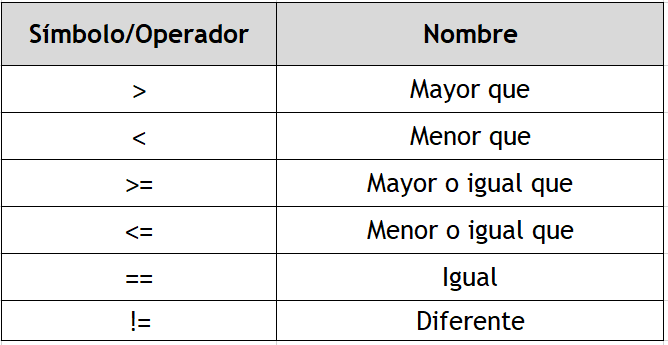 Símbolo/Operador Nombre
> Mayor que
< Menor que
>= Mayor o igual que
<= Menor o igual que
== Igual
!= Diferente